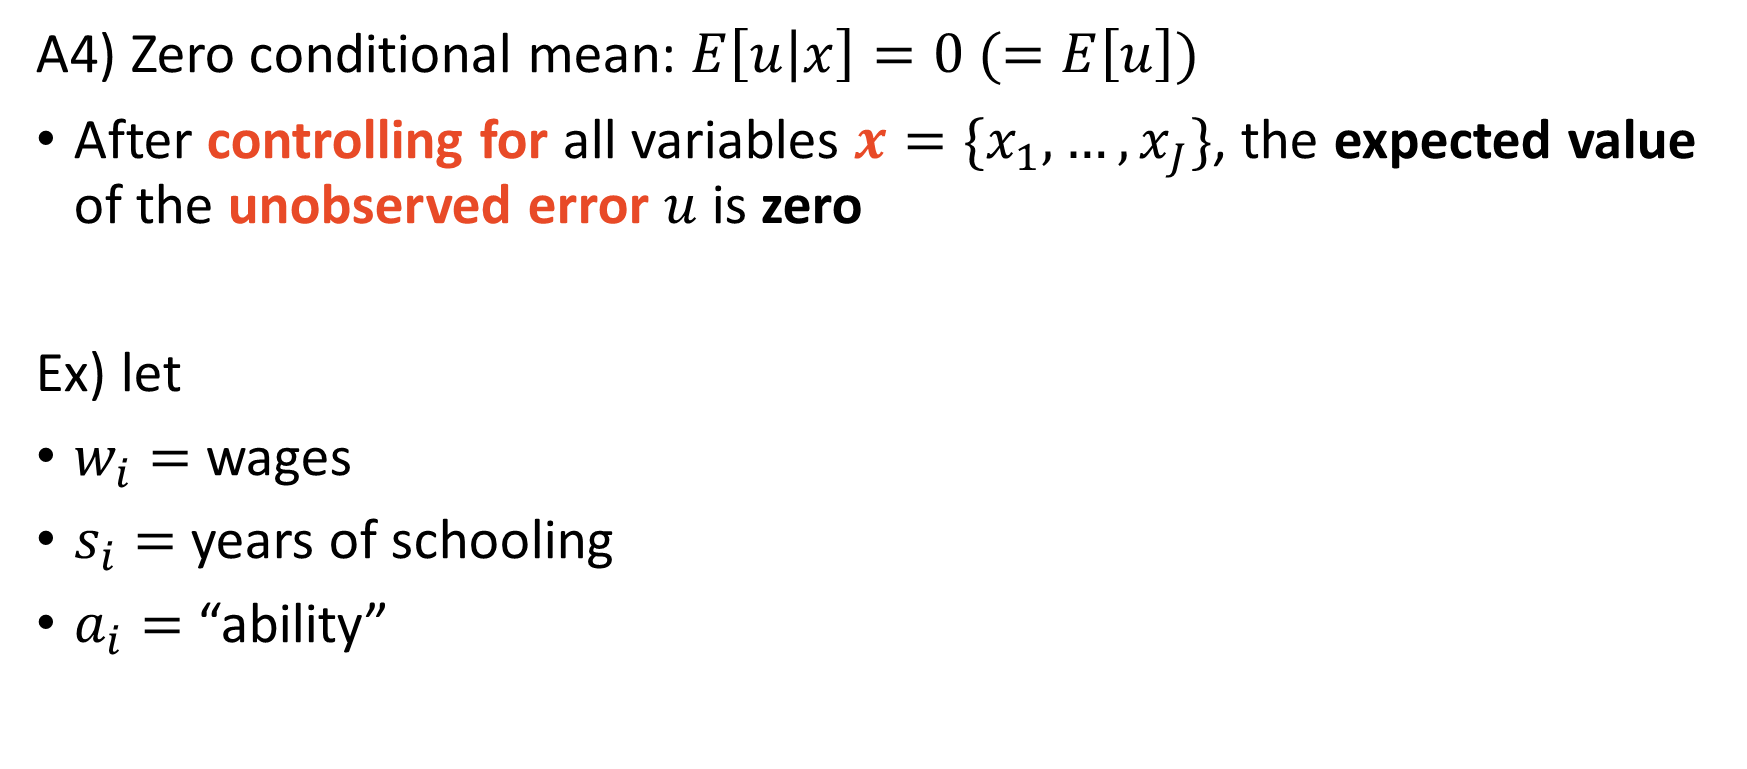 A4) Zero conditional mean: E[u|x] = 0 (= E[u])
• After controlling for all variables x = {x₁, … , x_J}, the expected value
of the unobserved error u is zero
Ex) let
• wᵢ = wages
• sᵢ = years of schooling
• aᵢ = “ability”